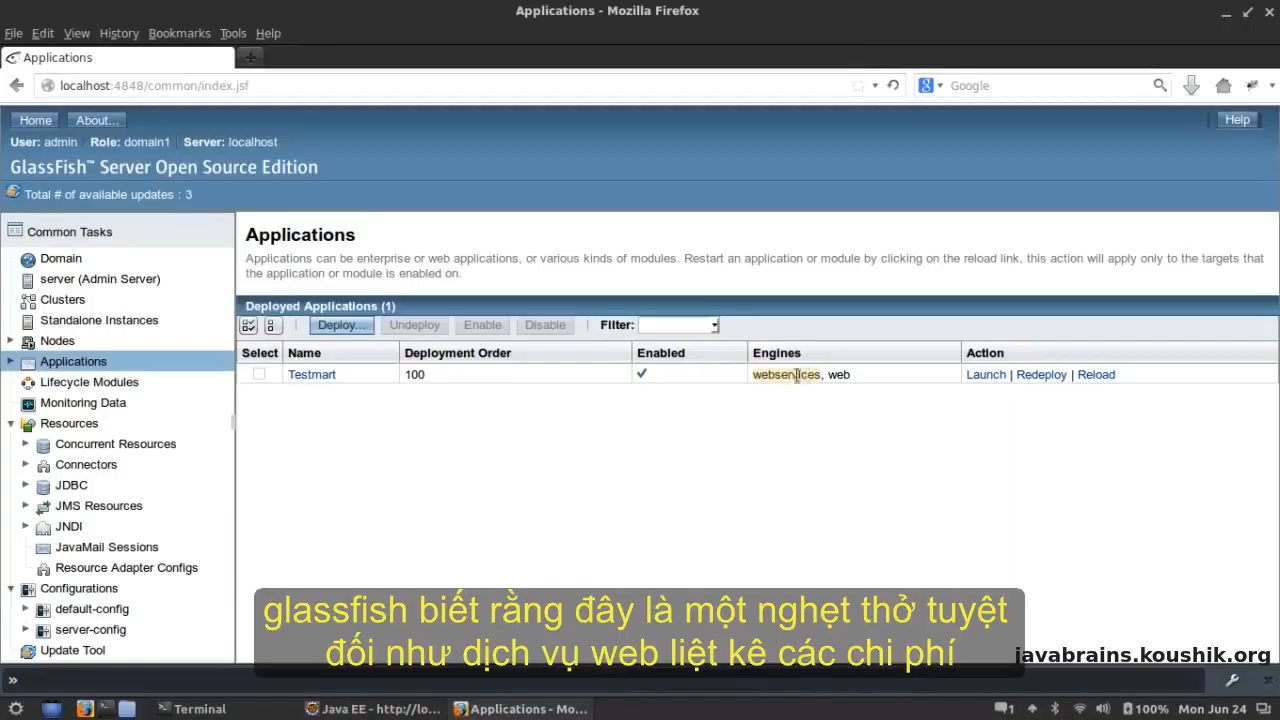 Applications - Mozilla Firefox
File Edit View History Bookmarks Tools Help
Applications
localhost:4848/common/index.jsf
Google
Home About... Help
User: admin Role: domain1 Server: localhost
GlassFish™ Server Open Source Edition
Total # of available updates : 3
Common Tasks
Domain
server (Admin Server)
Clusters
Standalone Instances
Nodes
Applications
Lifecycle Modules
Monitoring Data
Resources
Concurrent Resources
Connectors
JDBC
JMS Resources
JNDI
JavaMail Sessions
Resource Adapter Configs
Configurations
default-config
server-config
Update Tool
Applications
Applications can be enterprise or web applications, or various kinds of modules. Restart an application or module by clicking on the reload link, this action will apply only to the targets that
the application or module is enabled on.
Deployed Applications (1)
Deploy... Undeploy Enable Disable Filter:
Select Name Deployment Order Enabled Engines Action
Testmart 100 webservices, web Launch | Redeploy | Reload
glassfish biết rằng đây là một nghẹt thở tuyệt
đối như dịch vụ web liệt kê các chi phí
javabrains.koushik.org
Terminal Java EE - http://lo... Applications - Mo... 1 100% Mon Jun 24